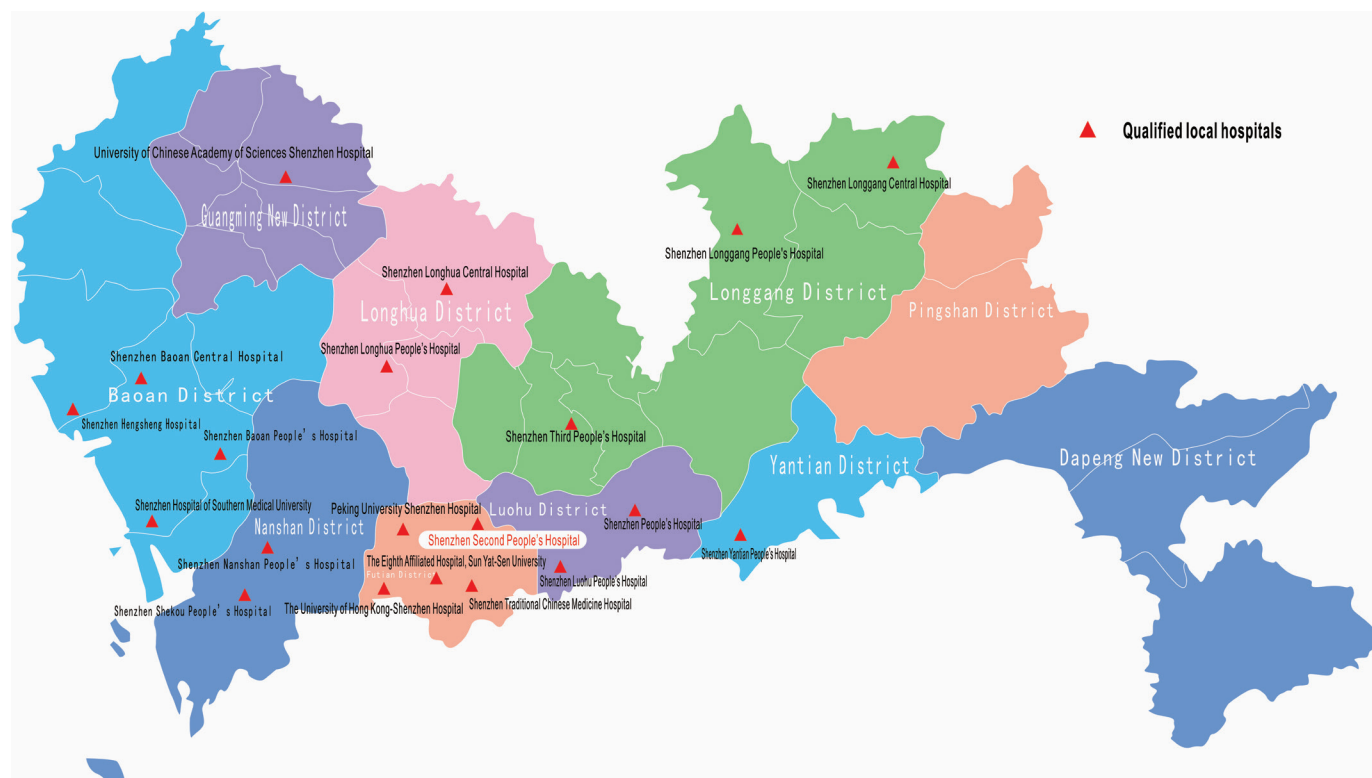 Qualified local hospitals
University of Chinese Academy of Sciences Shenzhen Hospital
Guangming New District
Shenzhen Longgang Central Hospital
Shenzhen Longgang People's Hospital
Shenzhen Longhua Central Hospital
Longgang District
Longhua District
Pingshan District
Shenzhen Longhua People's Hospital
Shenzhen Baoan Central Hospital
Baoan District
Shenzhen Hengsheng Hospital
Shenzhen Baoan People's Hospital
Shenzhen Third People's Hospital
Yantian District
Dapeng New District
Shenzhen Hospital of Southern Medical University
Peking University Shenzhen Hospital
Luohu District
Nanshan District
Shenzhen People's Hospital
Shenzhen Second People's Hospital
Shenzhen Yantian People's Hospital
Shenzhen Nanshan People's Hospital
The Eighth Affiliated Hospital, Sun Yat-Sen University
Futian District
Shenzhen Luohu People's Hospital
Shenzhen Shekou People's Hospital
The University of Hong Kong-Shenzhen Hospital
Shenzhen Traditional Chinese Medicine Hospital